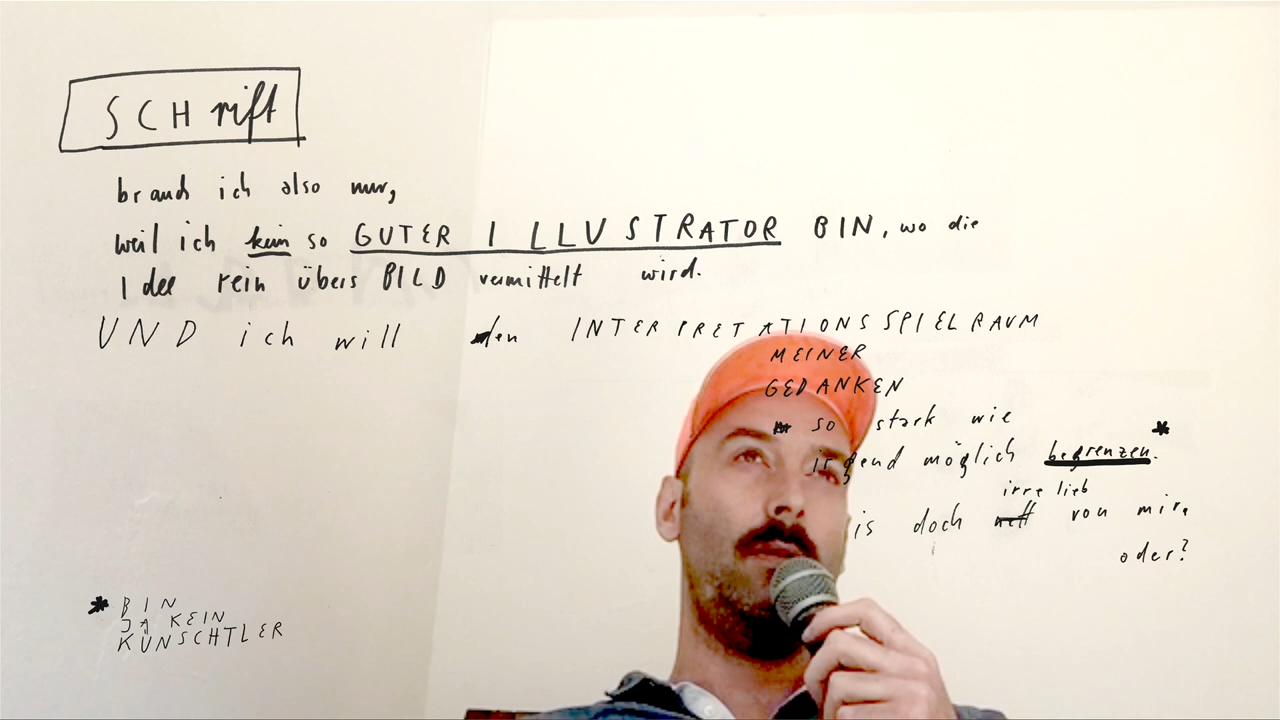 SCHrift
brauch ich also nur,
weil ich kein so GUTER ILLUSTRATOR BIN, wo die
Idee rein übers BILD vermittelt wird.
UND ich will den INTERPRETATIONSSPIELRAUM
MEINER
GEDANKEN
so stark wie
irgend möglich begrenzen.*
irre lieb
is doch nett von mir,
oder?
* BIN
JA KEIN
KÜNSCHTLER